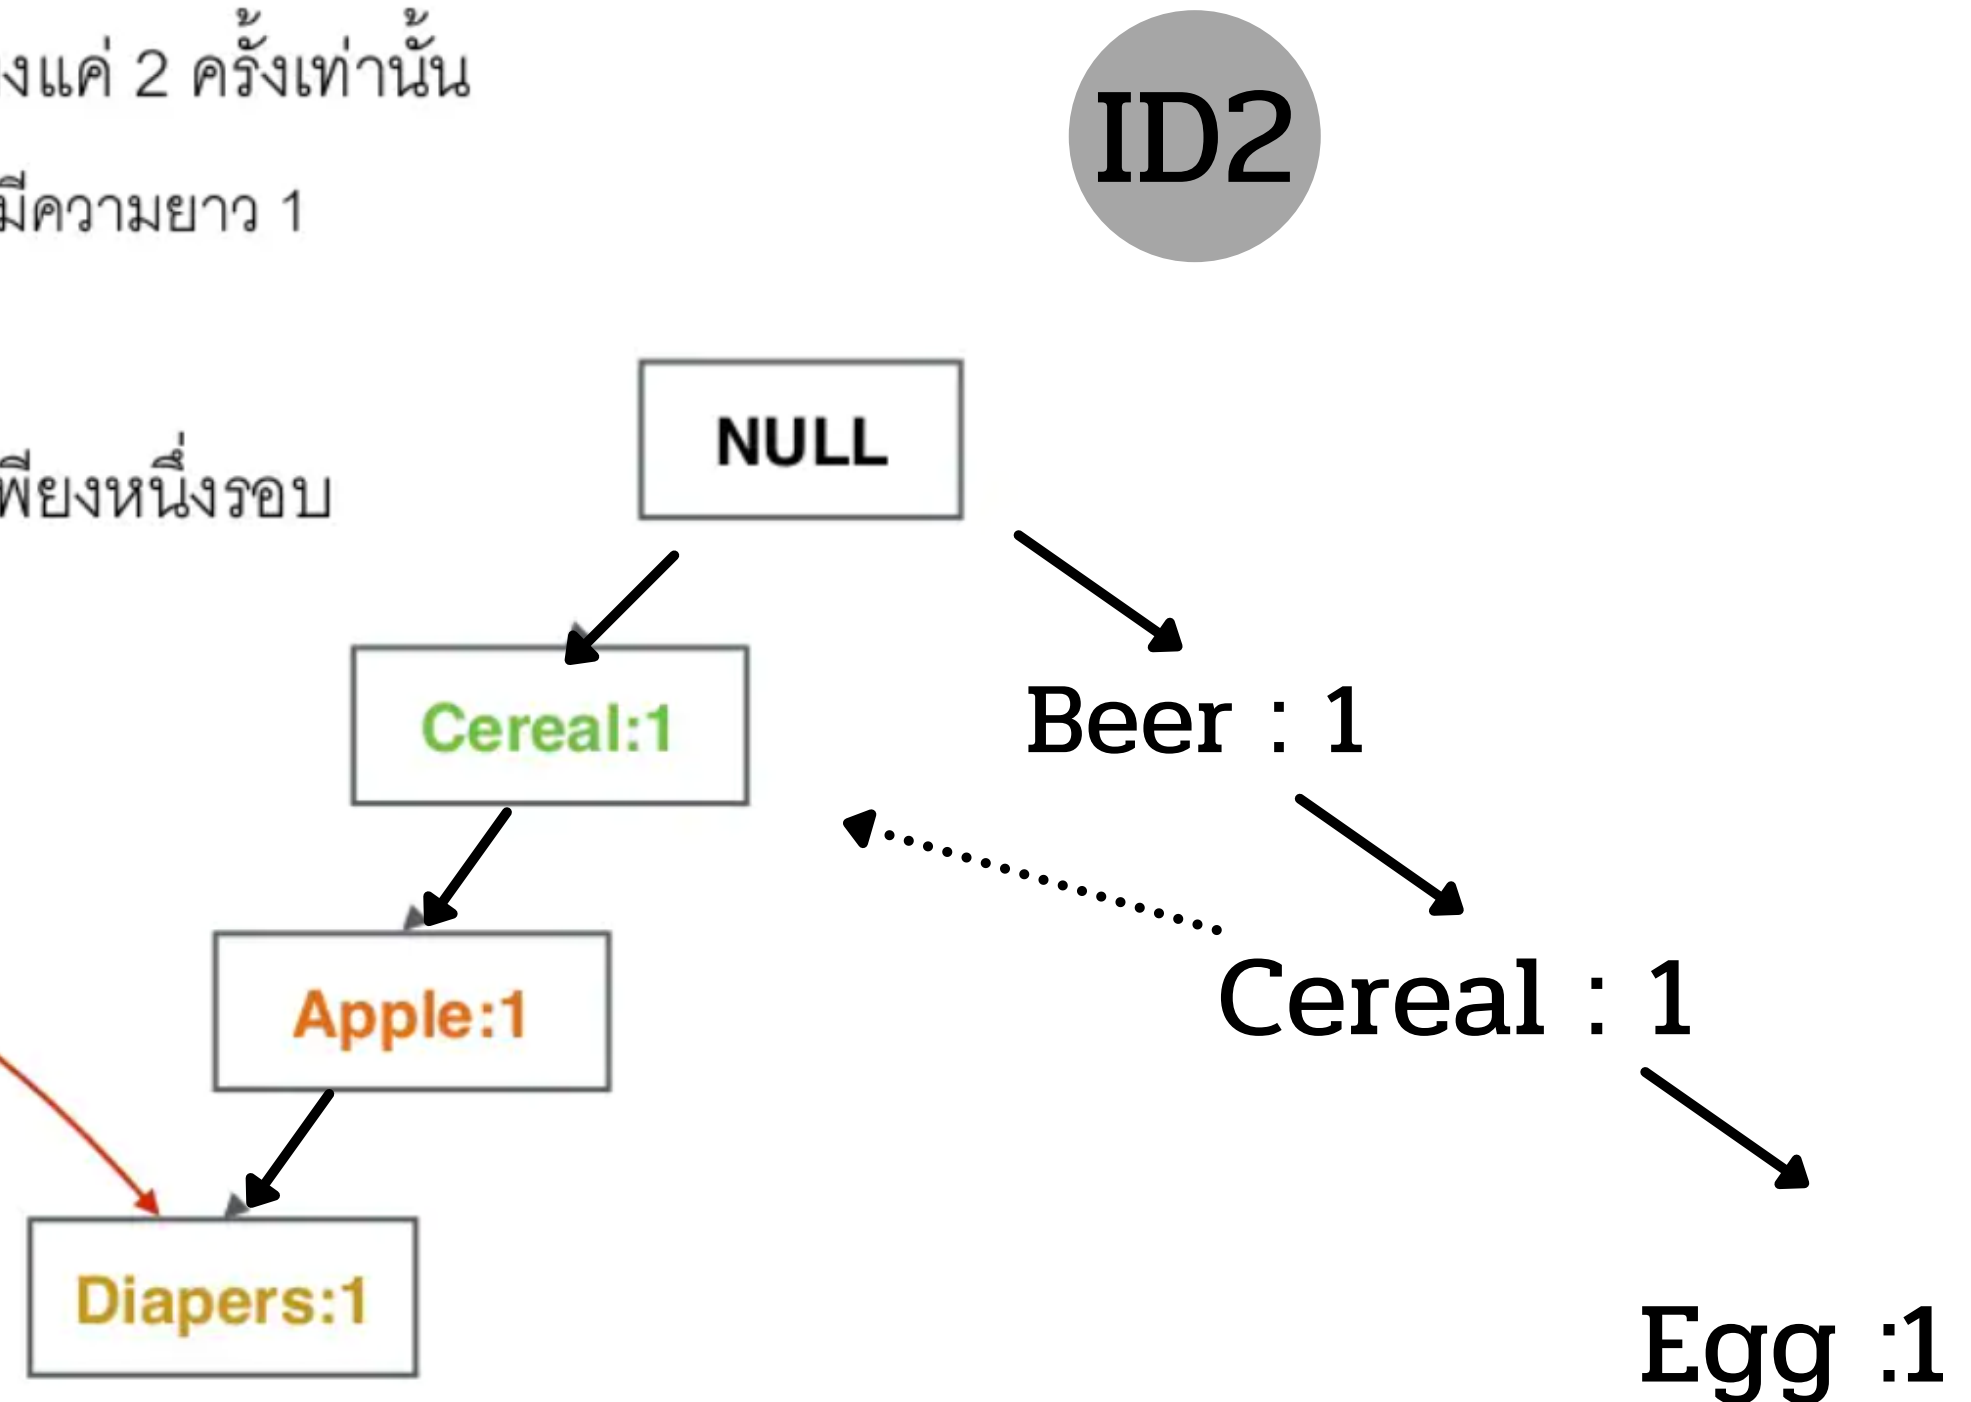 งแค่ 2 ครั้งเท่านั้น
ID2
มีความยาว 1
NULL
พียงหนึ่งรอบ
Cereal:1
Beer : 1
Apple:1
Cereal : 1
Diapers:1
Egg :1